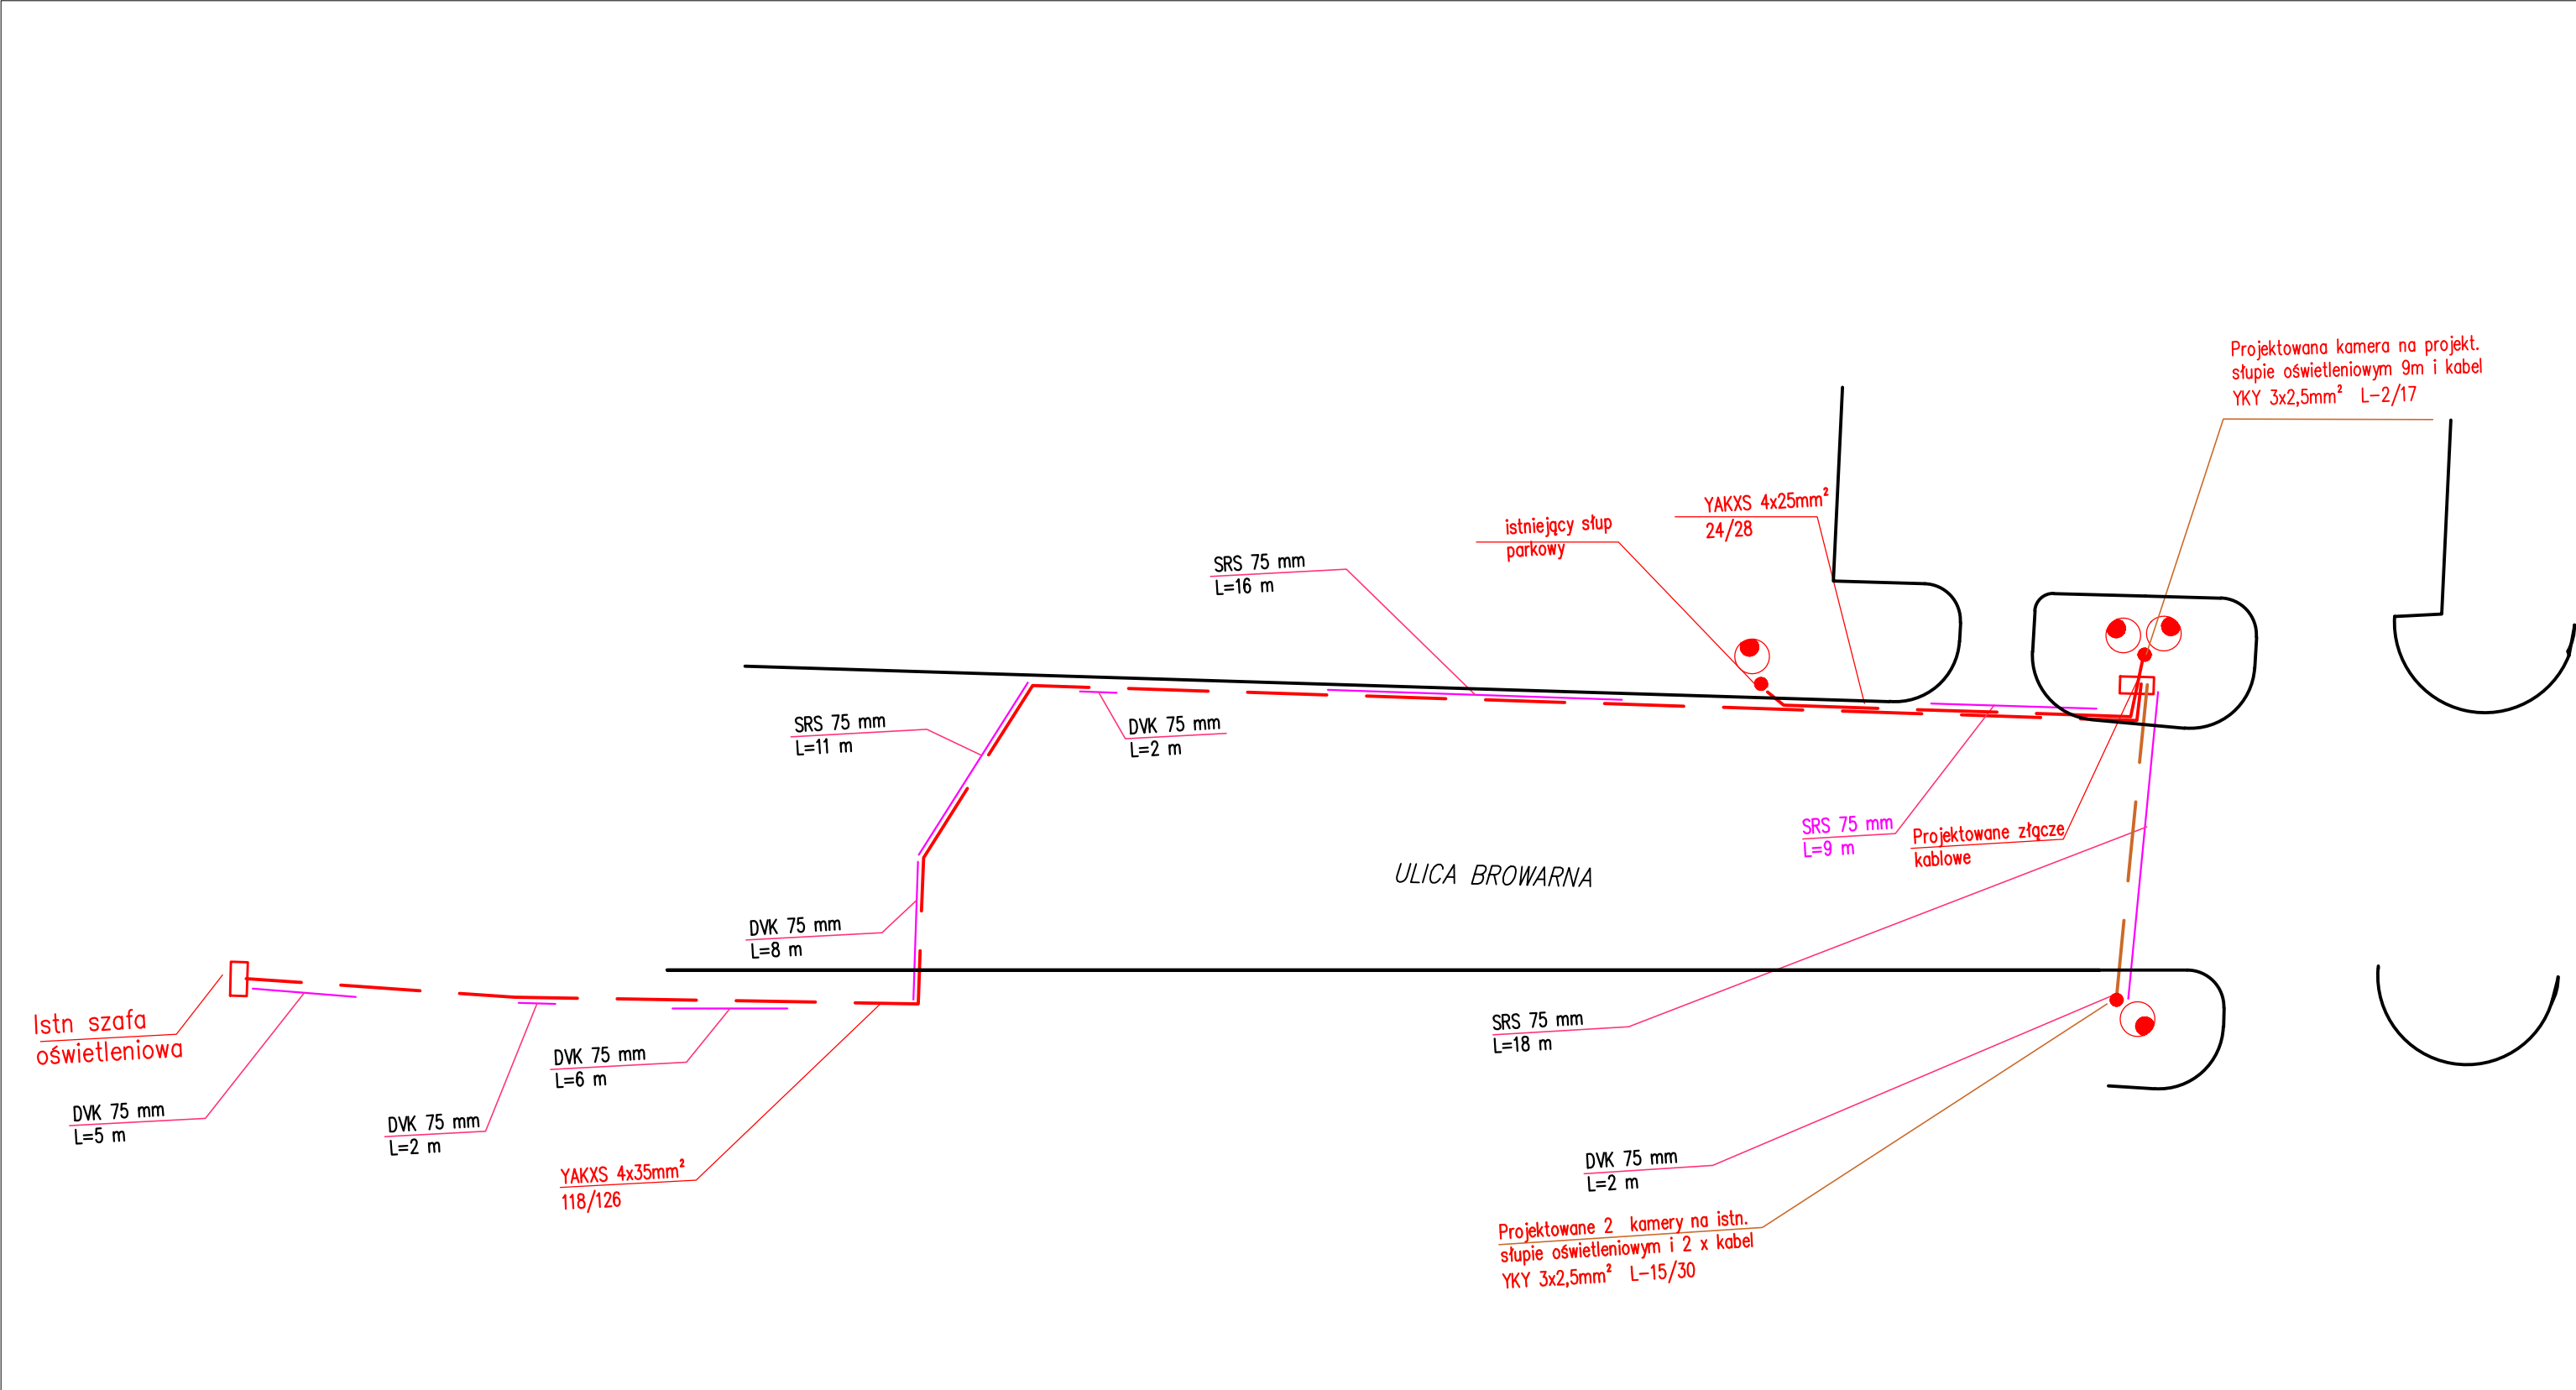 Projektowana kamera na projekt.
słupie oświetleniowym 9m i kabel
YKY 3x2,5mm² L-2/17
YAKXS 4x25mm²
24/28
istniejący słup
parkowy
SRS 75 mm
L=16 m
SRS 75 mm
L=11 m
DVK 75 mm
L=2 m
SRS 75 mm
L=9 m
Projektowane złącze
kablowe
ULICA BROWARNA
DVK 75 mm
L=8 m
Istn szafa
oświetleniowa
SRS 75 mm
L=18 m
DVK 75 mm
L=6 m
DVK 75 mm
L=5 m
DVK 75 mm
L=2 m
YAKXS 4x35mm²
118/126
DVK 75 mm
L=2 m
Projektowane 2 kamery na istn.
słupie oświetleniowym i 2 x kabel
YKY 3x2,5mm² L-15/30